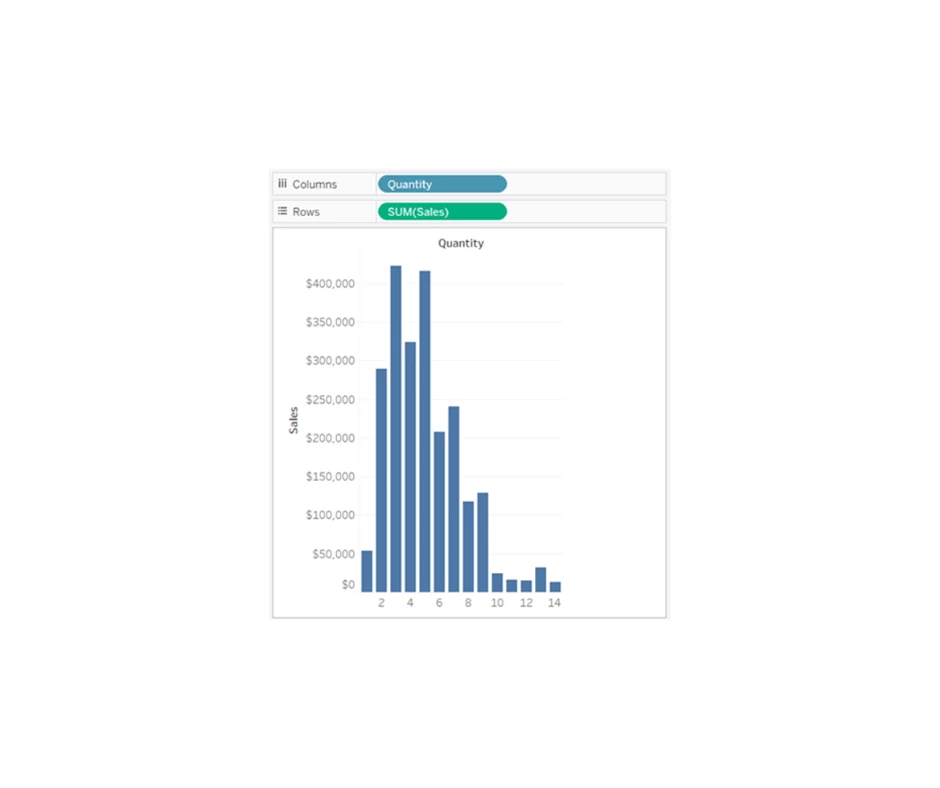 Columns Quantity
Rows SUM(Sales)
Quantity
$400,000
$350,000
$300,000
$250,000
Sales
$200,000
$150,000
$100,000
$50,000
$0
2 4 6 8 10 12 14